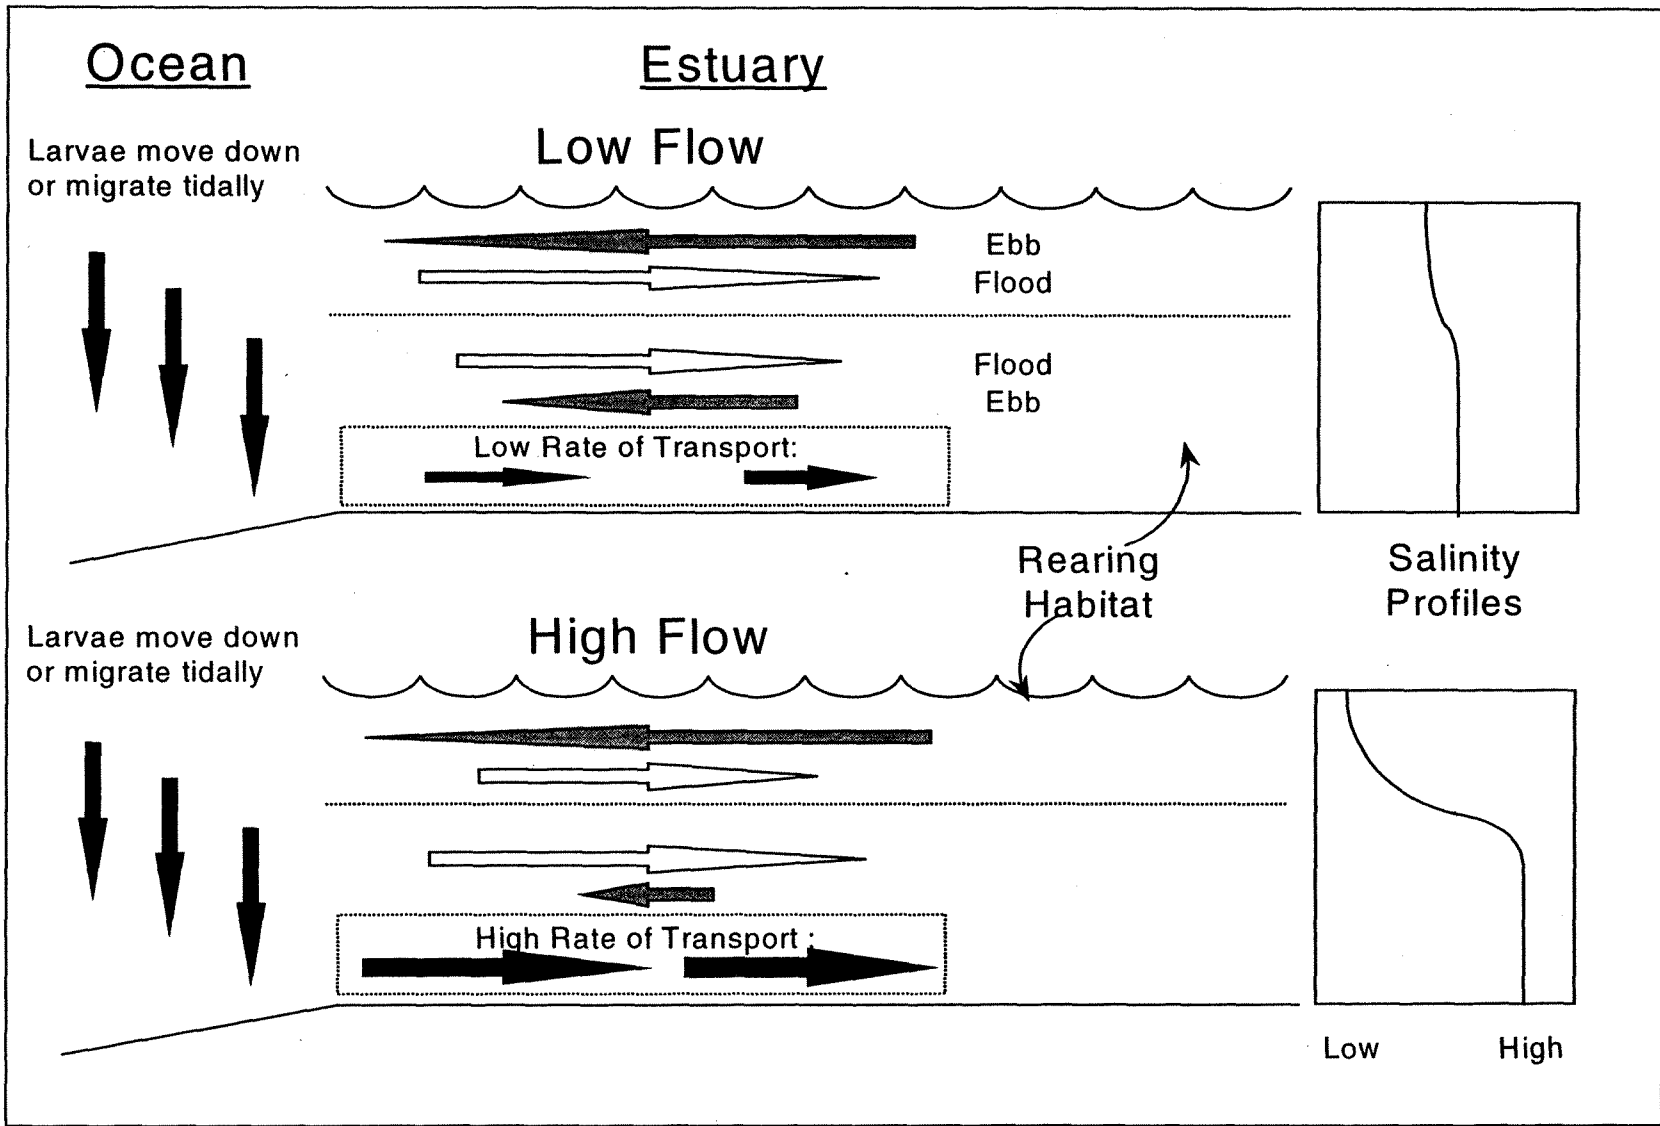 Ocean
Estuary
Low Flow
Larvae move down
or migrate tidally
Ebb
Flood
Flood
Ebb
Low Rate of Transport:
Rearing
Habitat
Salinity
Profiles
High Flow
Larvae move down
or migrate tidally
High Rate of Transport :
Low
High